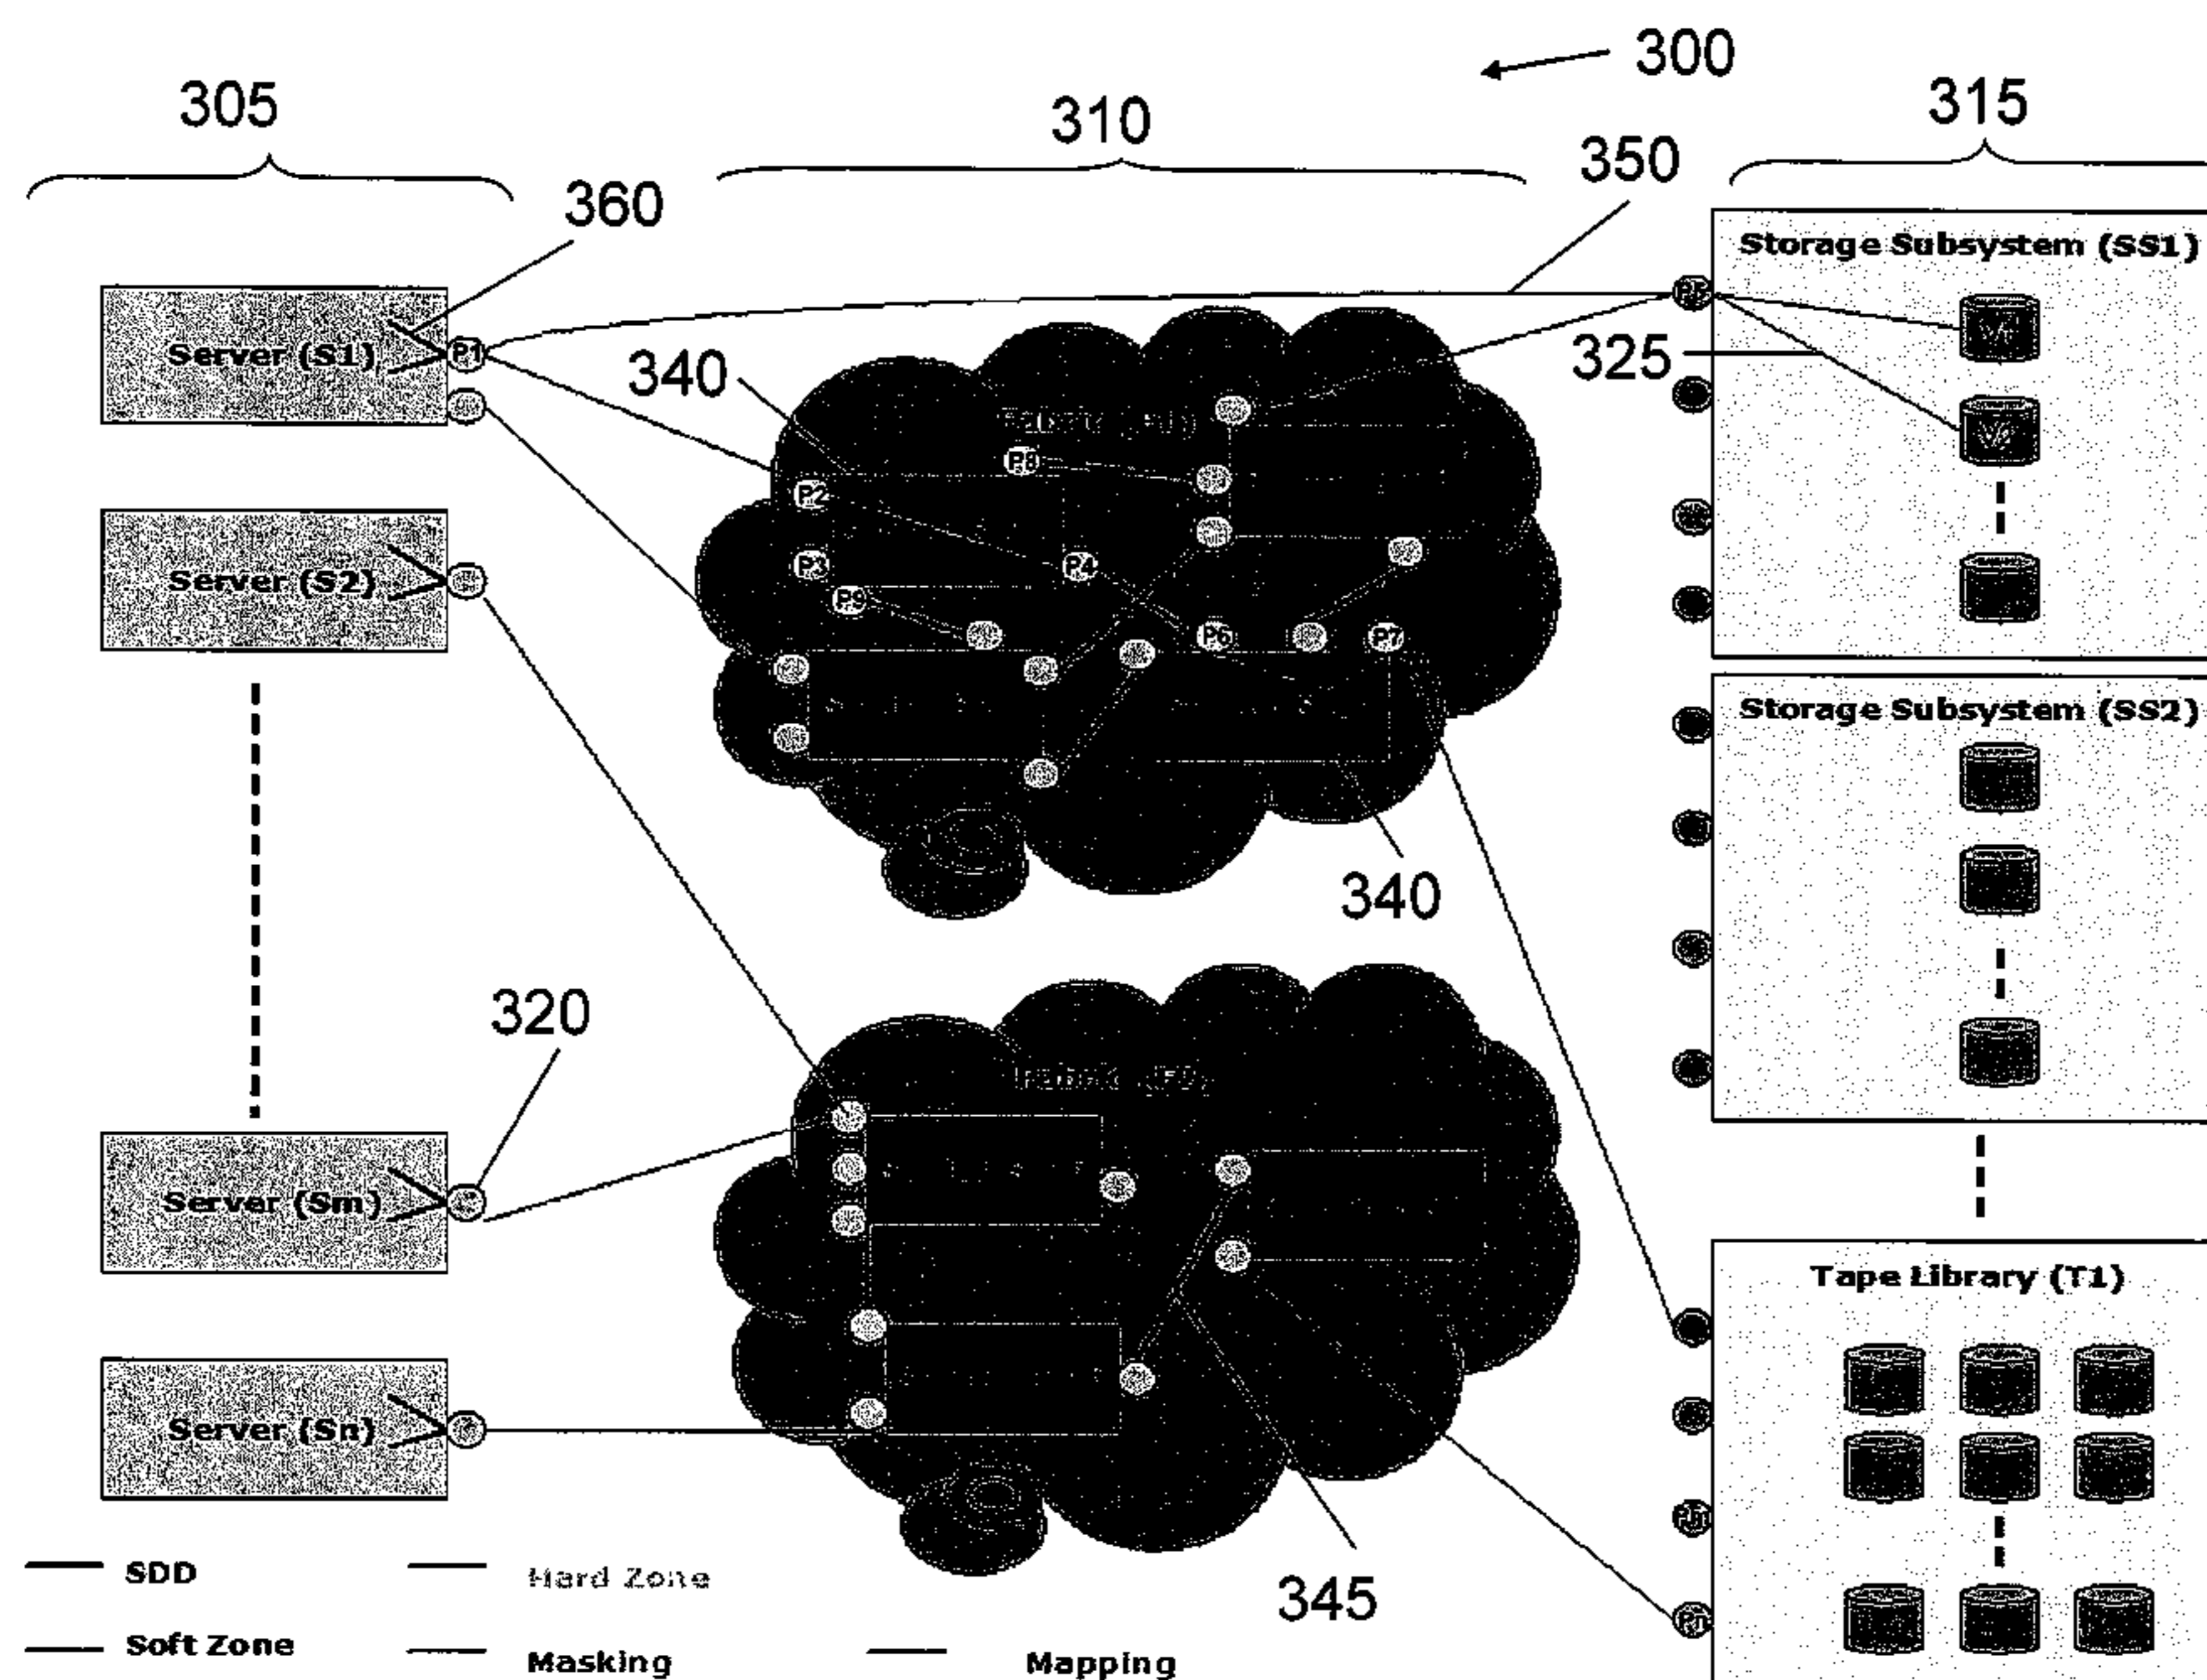 300
305
310
315
350
360
Storage Subsystem (SS1)
P5
Server (S1)
P1
340
325
P8
P2
Server (S2)
P3
P4
P9
P6
P7
Storage Subsystem (SS2)
340
320
Server (Sm)
Tape Library (T1)
Server (Sn)
Pn
SDD
Hard Zone
345
Soft Zone
Masking
Mapping